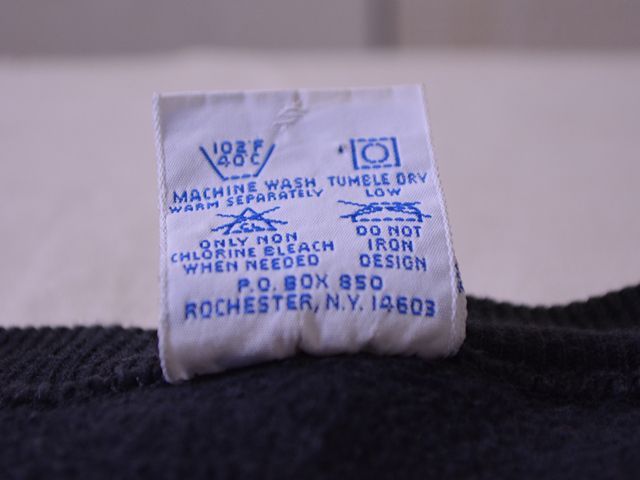 102°F
40°C
MACHINE WASH
WARM SEPARATELY
TUMBLE DRY
LOW
CL
ONLY NON
CHLORINE BLEACH
WHEN NEEDED
DO NOT
IRON
DESIGN
P.O. BOX 850
ROCHESTER, N.Y. 14603